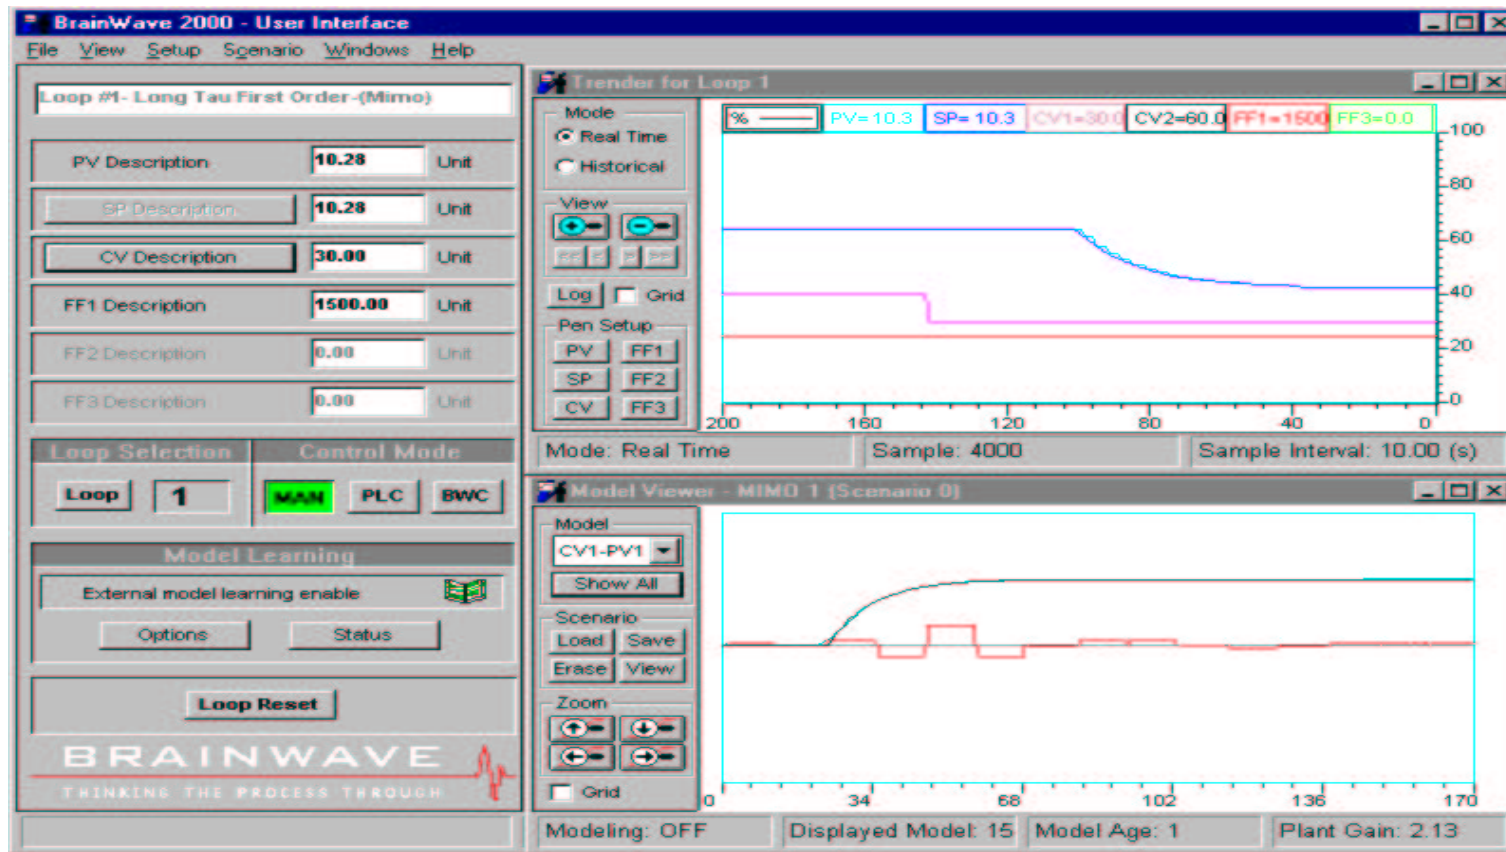 BrainWave 2000 - User Interface
File View Setup Scenario Windows Help
Loop #1- Long Tau First Order-(Mimo)
PV Description 10.28 Unit
SP Description 10.28 Unit
CV Description 30.00 Unit
FF1 Description 1500.00 Unit
FF2 Description 0.00 Unit
FF3 Description 0.00 Unit
Loop Selection Control Mode
Loop 1 MAN PLC BWC
Model Learning
External model learning enable
Options Status
Loop Reset
BRAINWAVE
THINKING THE PROCESS THROUGH
Trender for Loop 1
Mode
Real Time
Historical
View
<< < > >>
Log Grid
Pen Setup
PV FF1
SP FF2
CV FF3
% PV=10.3 SP= 10.3 CV1=30.0 CV2=60.0 FF1=1500 FF3=0.0
100
80
60
40
20
0
200 160 120 80 40 0
Mode: Real Time Sample: 4000 Sample Interval: 10.00 (s)
Model Viewer - MIMO 1 (Scenario 0)
Model
CV1-PV1
Show All
Scenario
Load Save
Erase View
Zoom
Grid
0 34 68 102 136 170
Modeling: OFF Displayed Model: 15 Model Age: 1 Plant Gain: 2.13